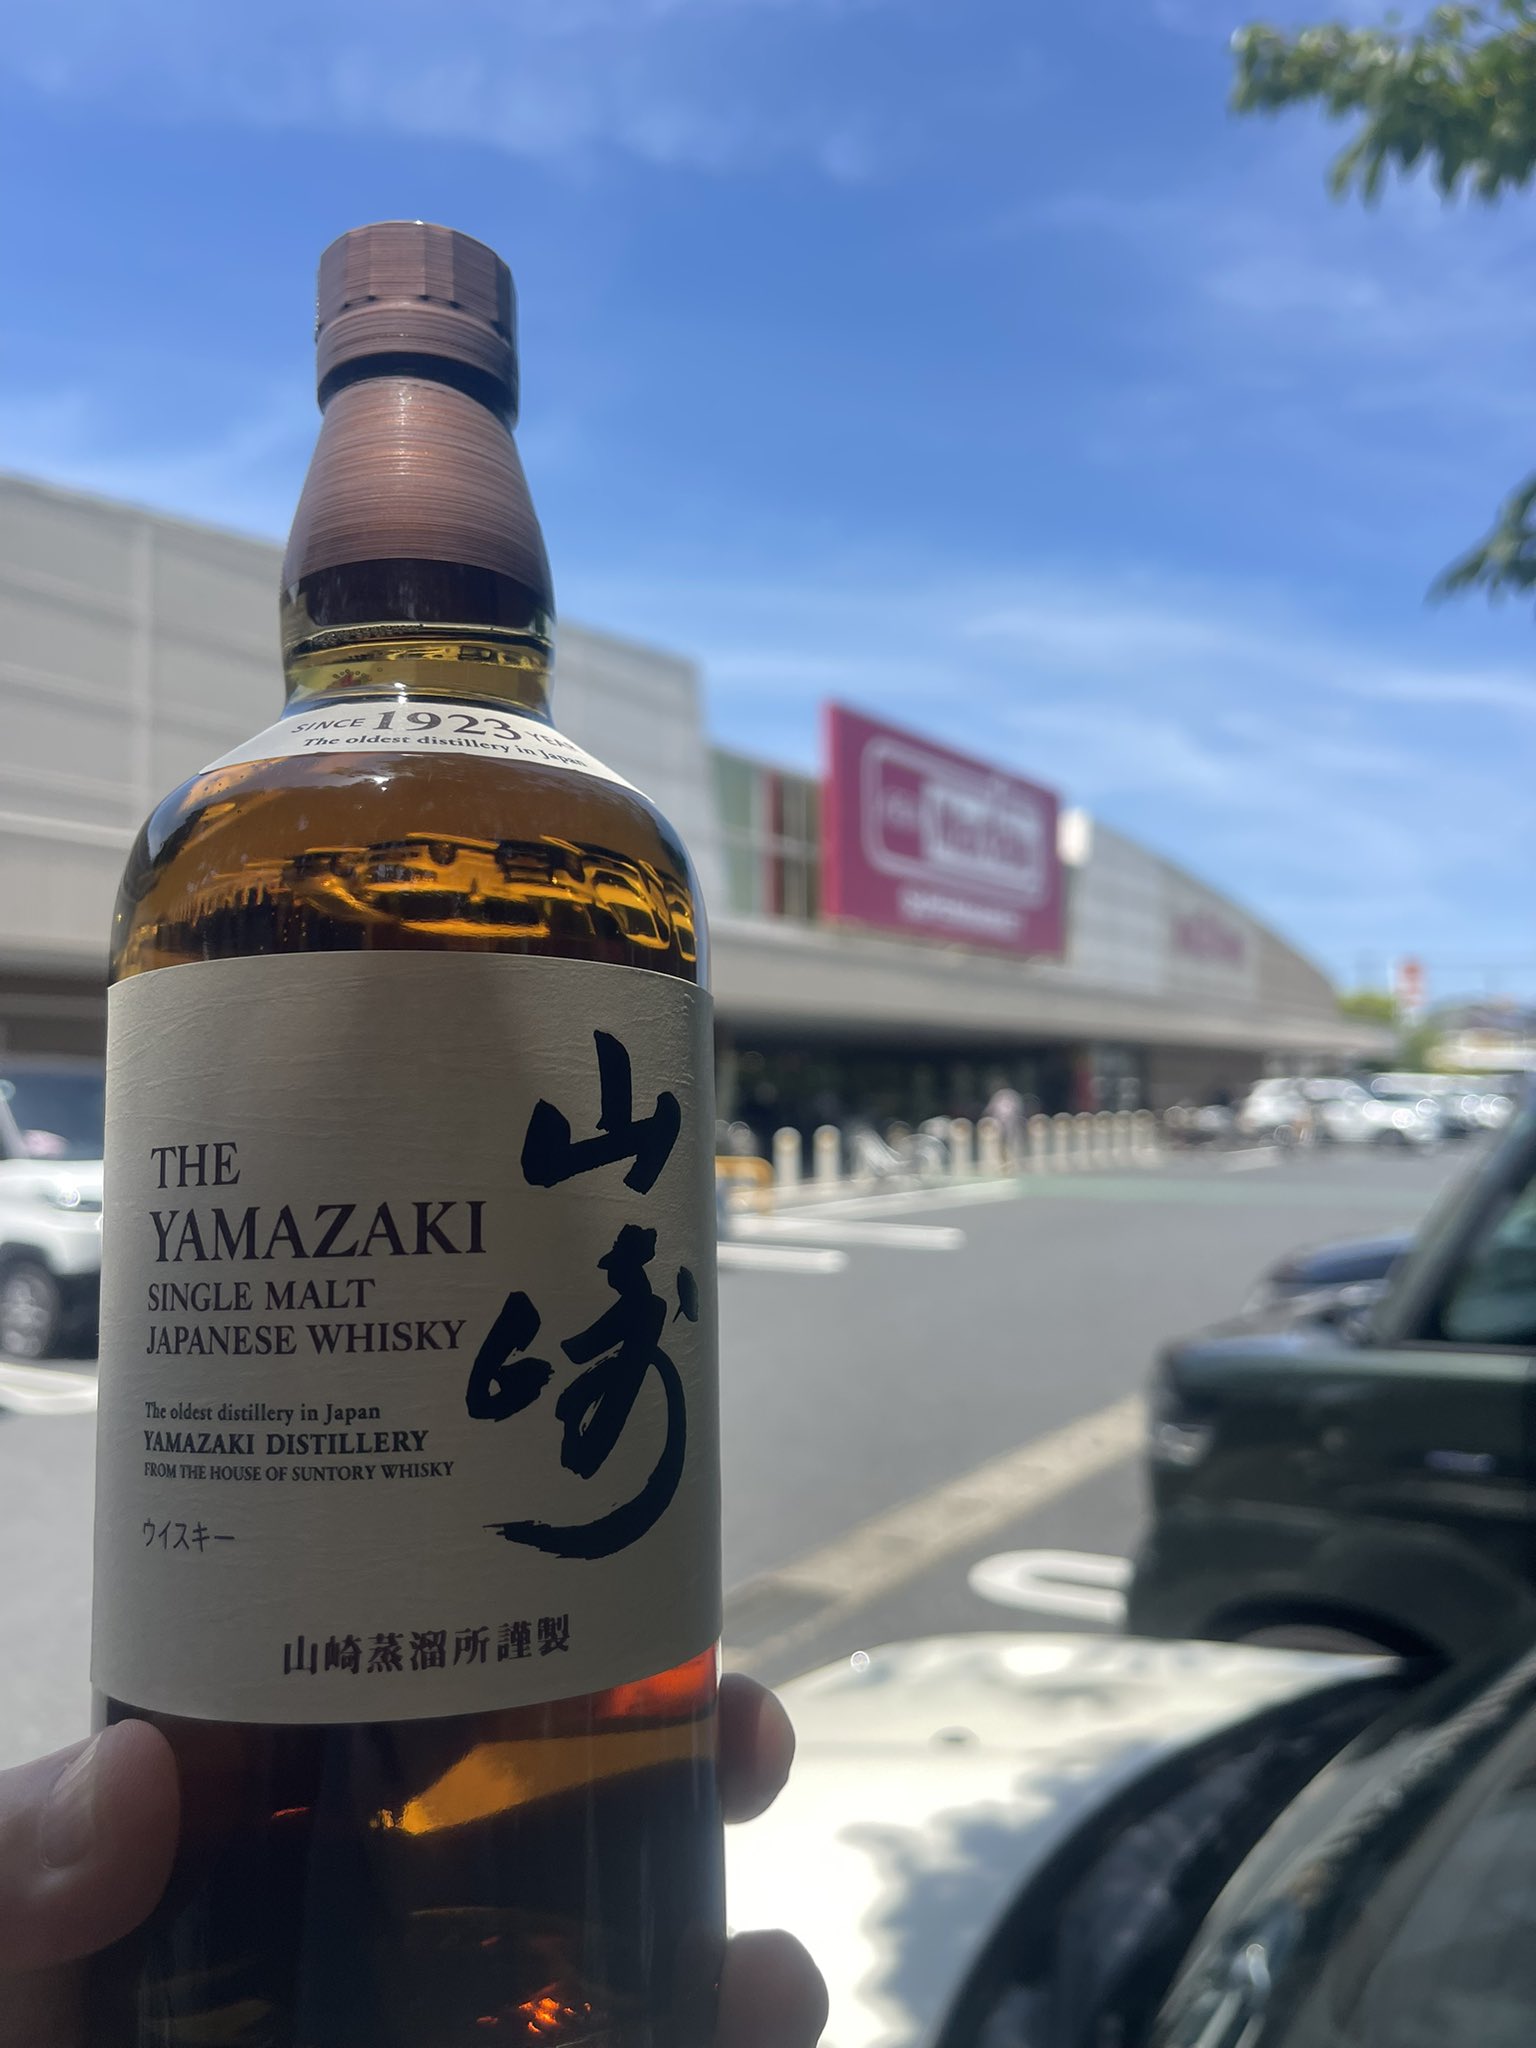 SINCE 1923 YEAR
The oldest distillery in Japan
THE
YAMAZAKI
SINGLE MALT
JAPANESE WHISKY
山崎
The oldest distillery in Japan
YAMAZAKI DISTILLERY
FROM THE HOUSE OF SUNTORY WHISKY
ウイスキー
山崎蒸溜所謹製